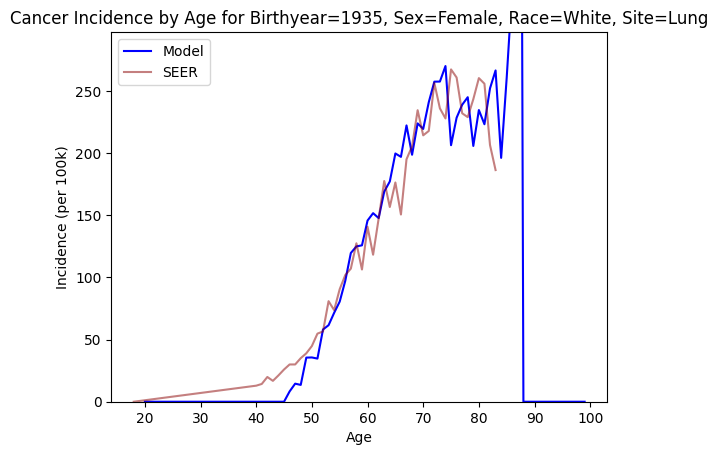 Cancer Incidence by Age for Birthyear=1935, Sex=Female, Race=White, Site=Lung
Model
SEER
Incidence (per 100k)
250
200
150
100
50
0
20 30 40 50 60 70 80 90 100
Age